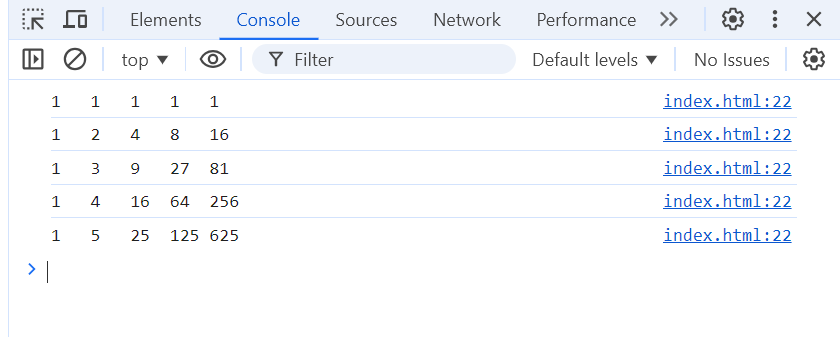 Elements Console Sources Network Performance
top Filter Default levels No Issues
1 1 1 1 1 index.html:22
1 2 4 8 16 index.html:22
1 3 9 27 81 index.html:22
1 4 16 64 256 index.html:22
1 5 25 125 625 index.html:22